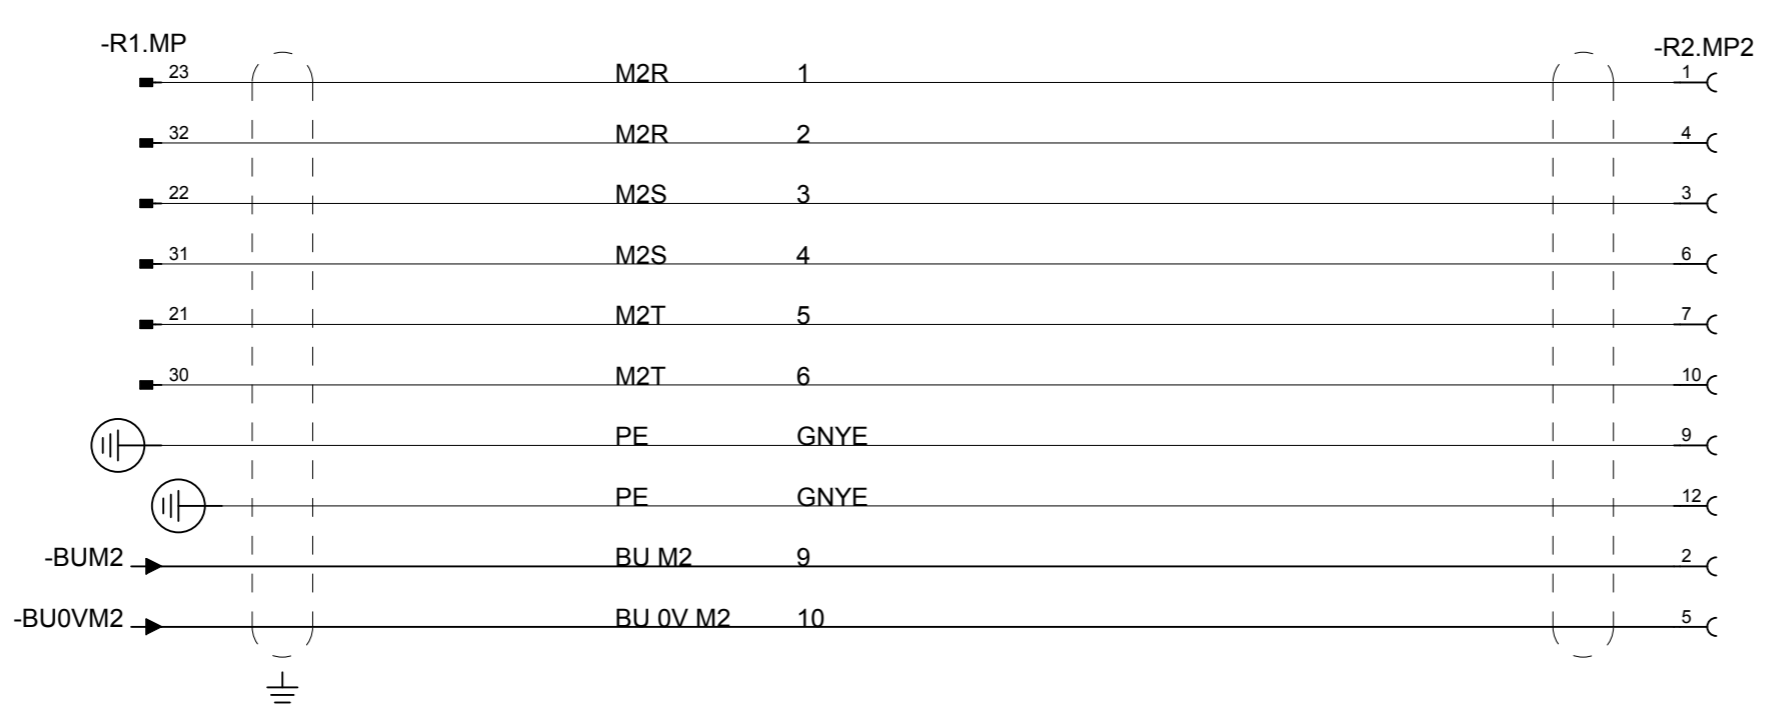 -R1.MP -R2.MP2
23 M2R 1 1
32 M2R 2 4
22 M2S 3 3
31 M2S 4 6
21 M2T 5 7
30 M2T 6 10
PE GNYE 9
PE GNYE 12
-BUM2 BU M2 9 2
-BU0VM2 BU 0V M2 10 5